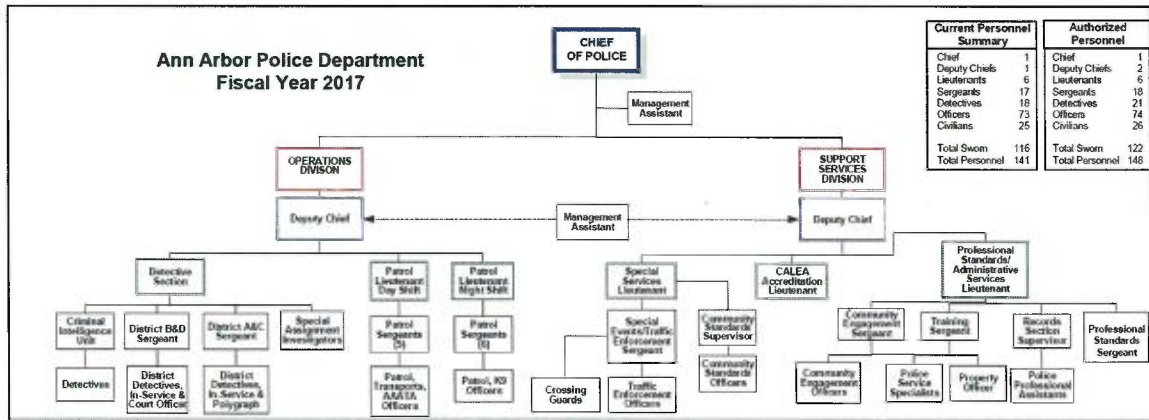 Ann Arbor Police Department
Fiscal Year 2017
CHIEF
OF POLICE
Management
Assistant
Current Personnel
Summary
Chief 1
Deputy Chiefs 1
Lieutenants 6
Sergeants 17
Detectives 18
Officers 73
Civilians 25
Total Sworn 116
Total Personnel 141
Authorized
Personnel
Chief 1
Deputy Chiefs 2
Lieutenants 6
Sergeants 18
Detectives 21
Officers 74
Civilians 26
Total Sworn 122
Total Personnel 148
OPERATIONS
DIVISON
SUPPORT
SERVICES
DIVISION
Deputy Chief
Management
Assistant
Deputy Chief
Detective
Section
Patrol
Lieutenant
Day Shift
Patrol
Lieutenant
Night Shift
Special
Services
Lieutenant
CALEA
Accreditation
Lieutenant
Professional
Standards/
Administrative
Services
Lieutenant
Criminal
Intelligence
Unit
District B&D
Sergeant
District A&C
Sergeant
Special
Assignment
Investigators
Patrol
Sergeants
(5)
Patrol
Sergeants
(6)
Special
Events/Traffic
Enforcement
Sergeant
Community
Standards
Supervisor
Community
Engagement
Sergeant
Training
Sergeant
Records
Section
Supervisor
Professional
Standards
Sergeant
Detectives
District
Detectives,
In-Service &
Court Officer
District
Detectives,
In-Service &
Polygraph
Patrol,
Transports,
AAATA
Officers
Patrol, K9
Officers
Crossing
Guards
Traffic
Enforcement
Officers
Community
Standards
Officers
Community
Engagement
Officers
Police
Service
Specialists
Property
Officer
Police
Professional
Assistants